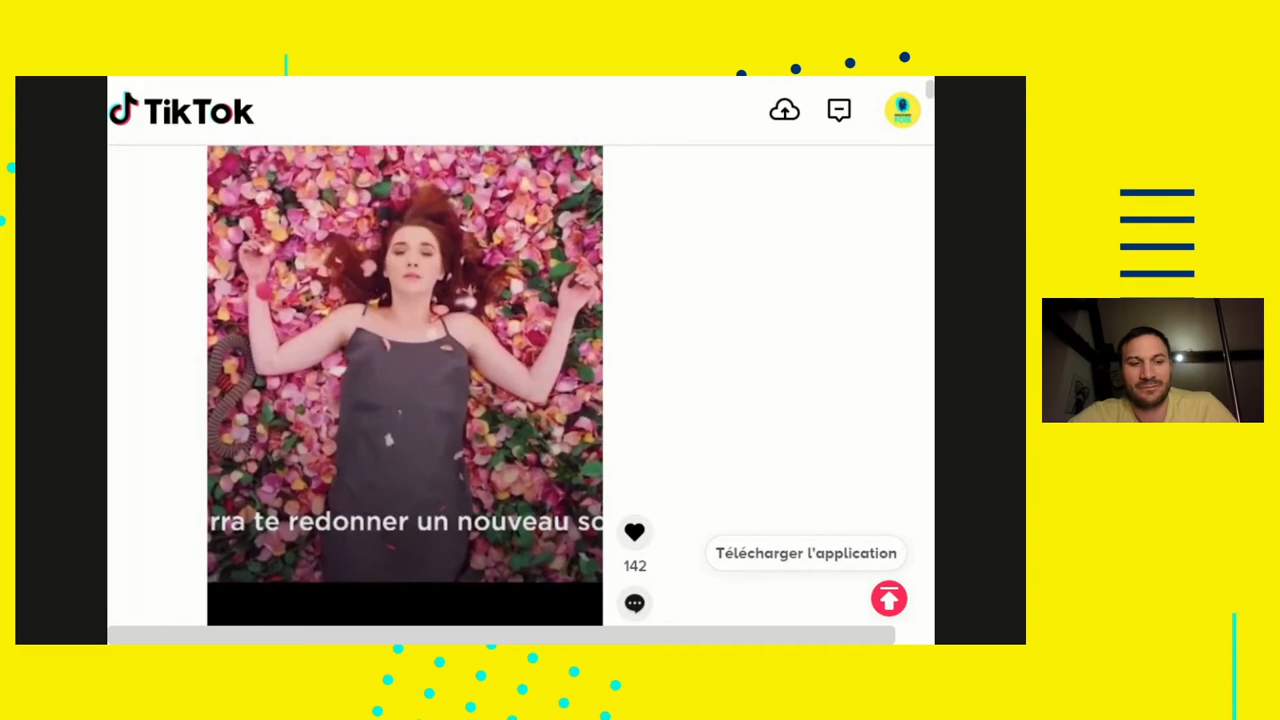 TikTok
rra te redonner un nouveau so
142
Télécharger l'application